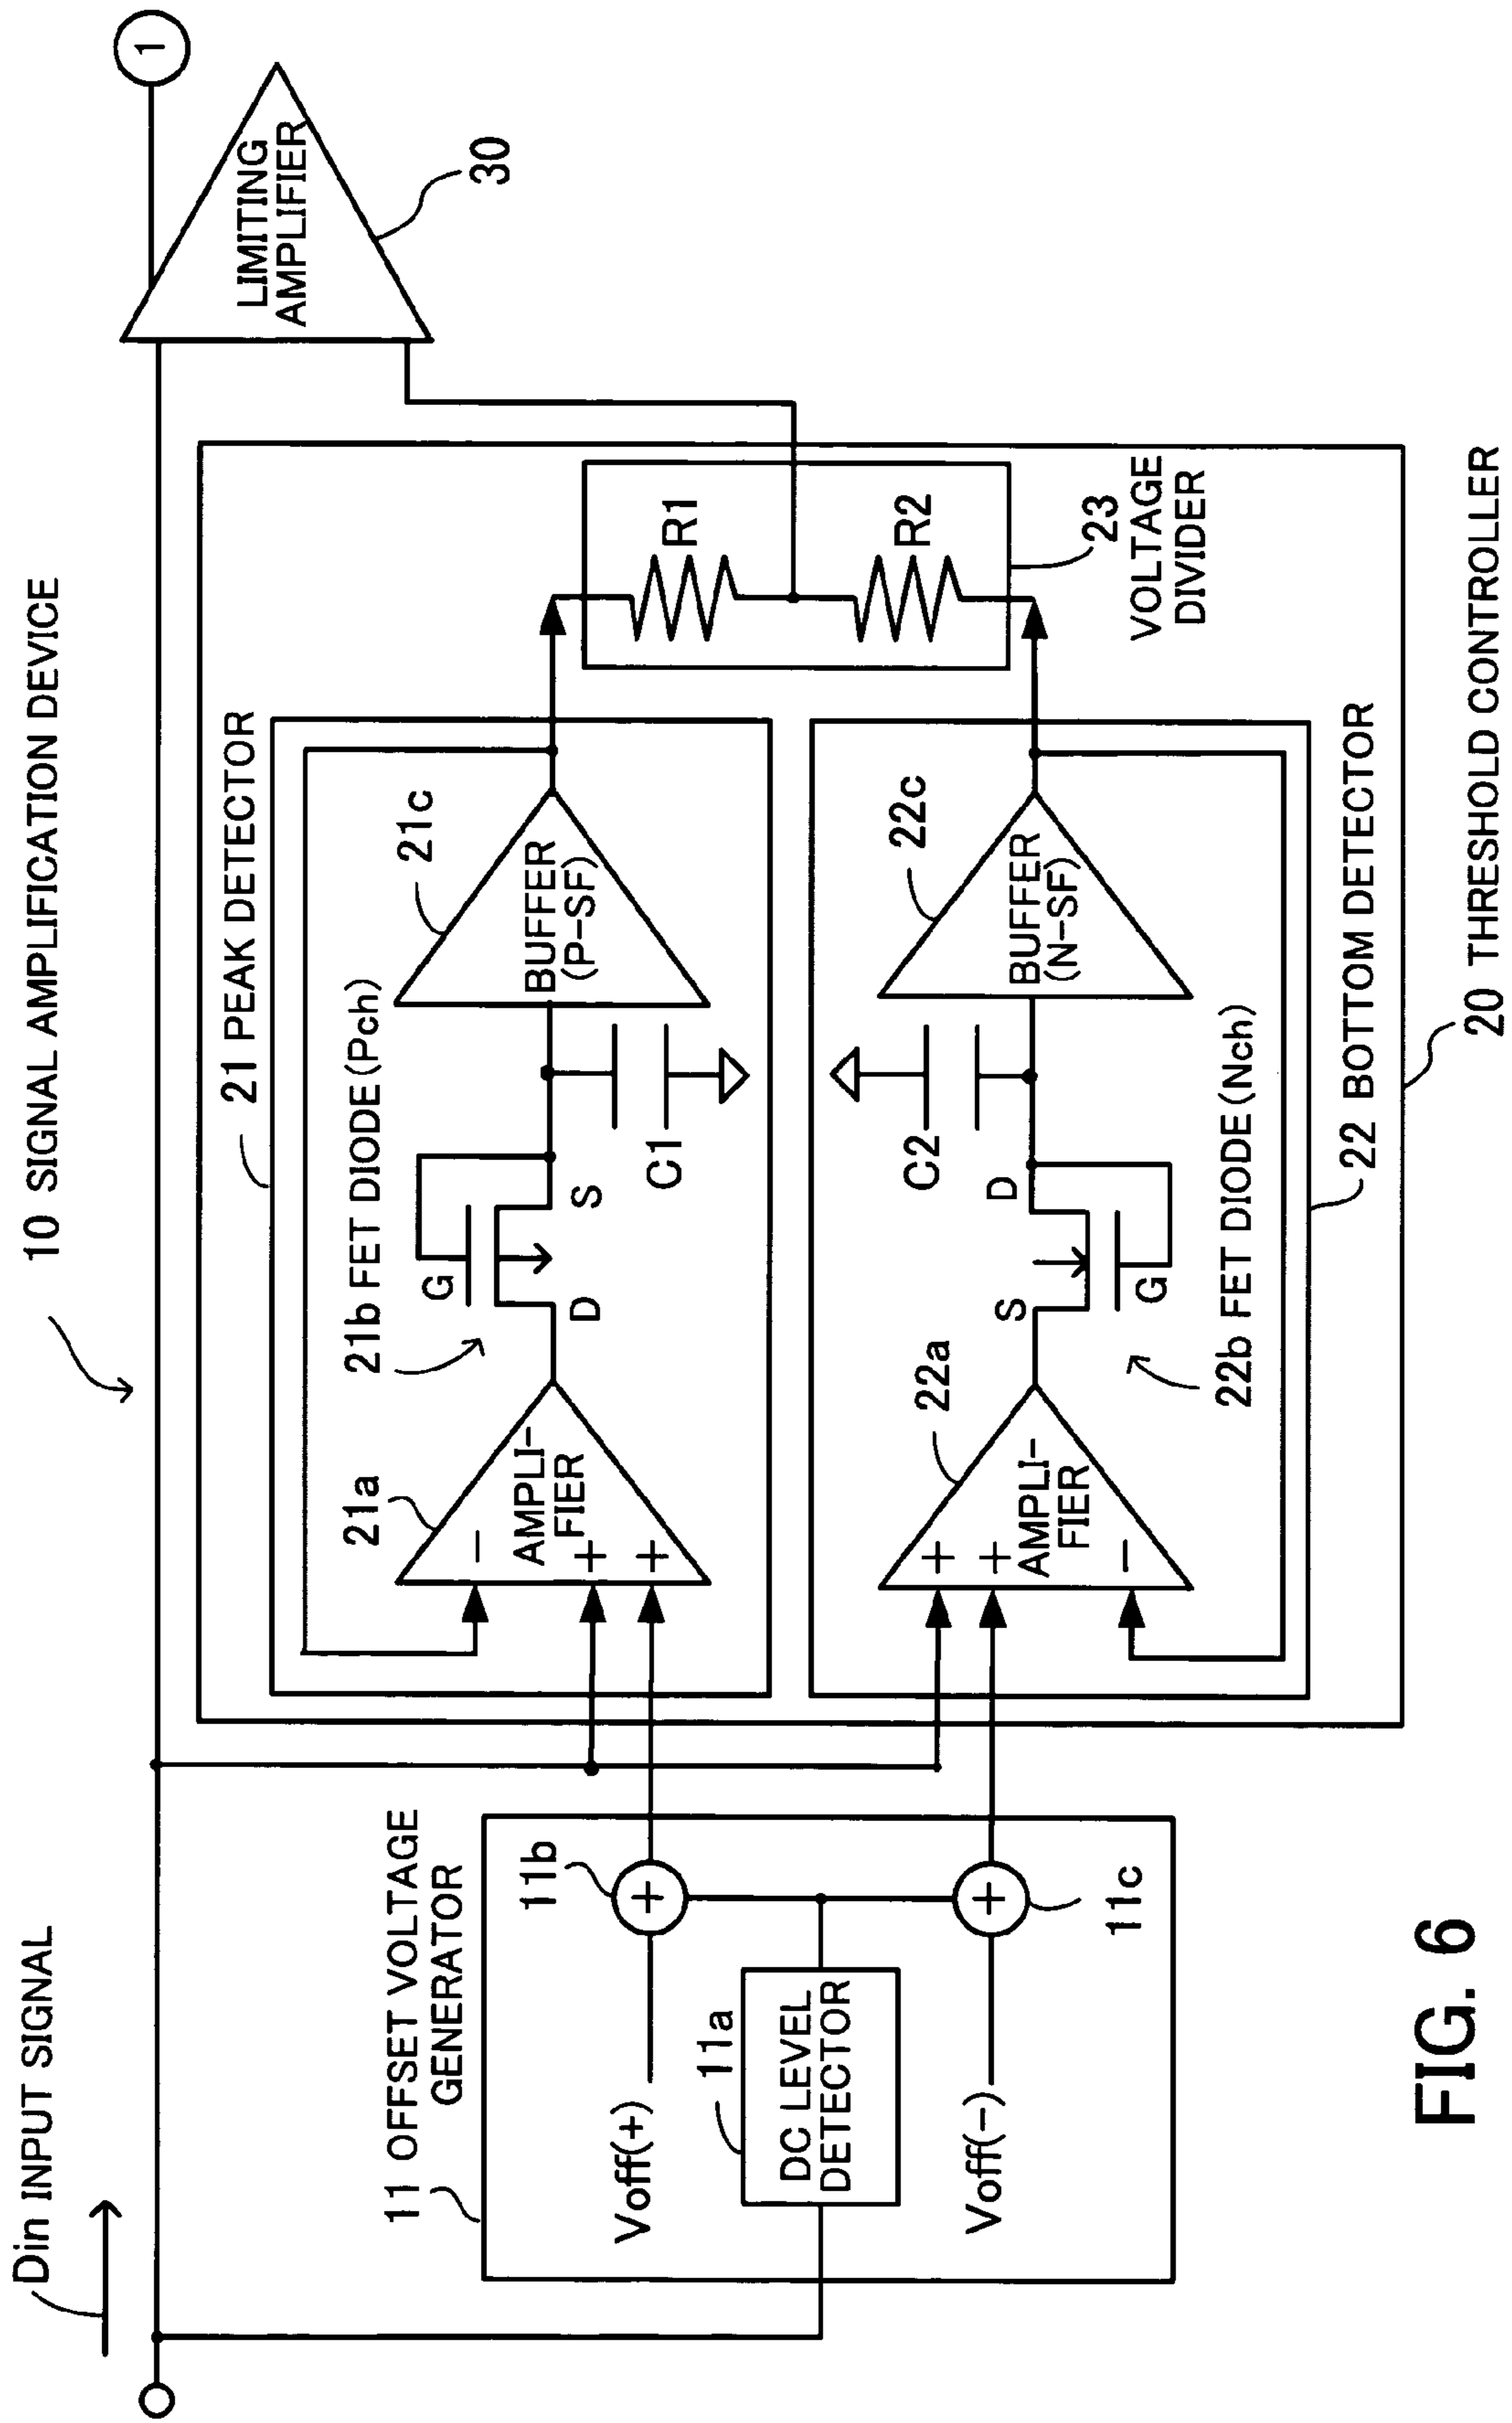 10 SIGNAL AMPLIFICATION DEVICE
Din INPUT SIGNAL
1
LIMITING
AMPLIFIER
30
11 OFFSET VOLTAGE
GENERATOR
Voff(+)
11b
+
11a
DC LEVEL
DETECTOR
Voff(-)
+
11c
21 PEAK DETECTOR
21a
-
+
+
AMPLI-
FIER
21b FET DIODE(Pch)
G
D
S
C1
21c
BUFFER
(P-SF)
22a
+
+
-
AMPLI-
FIER
S
D
G
22b FET DIODE(Nch)
C2
22c
BUFFER
(N-SF)
R1
R2
23
VOLTAGE
DIVIDER
22 BOTTOM DETECTOR
20 THRESHOLD CONTROLLER
FIG. 6